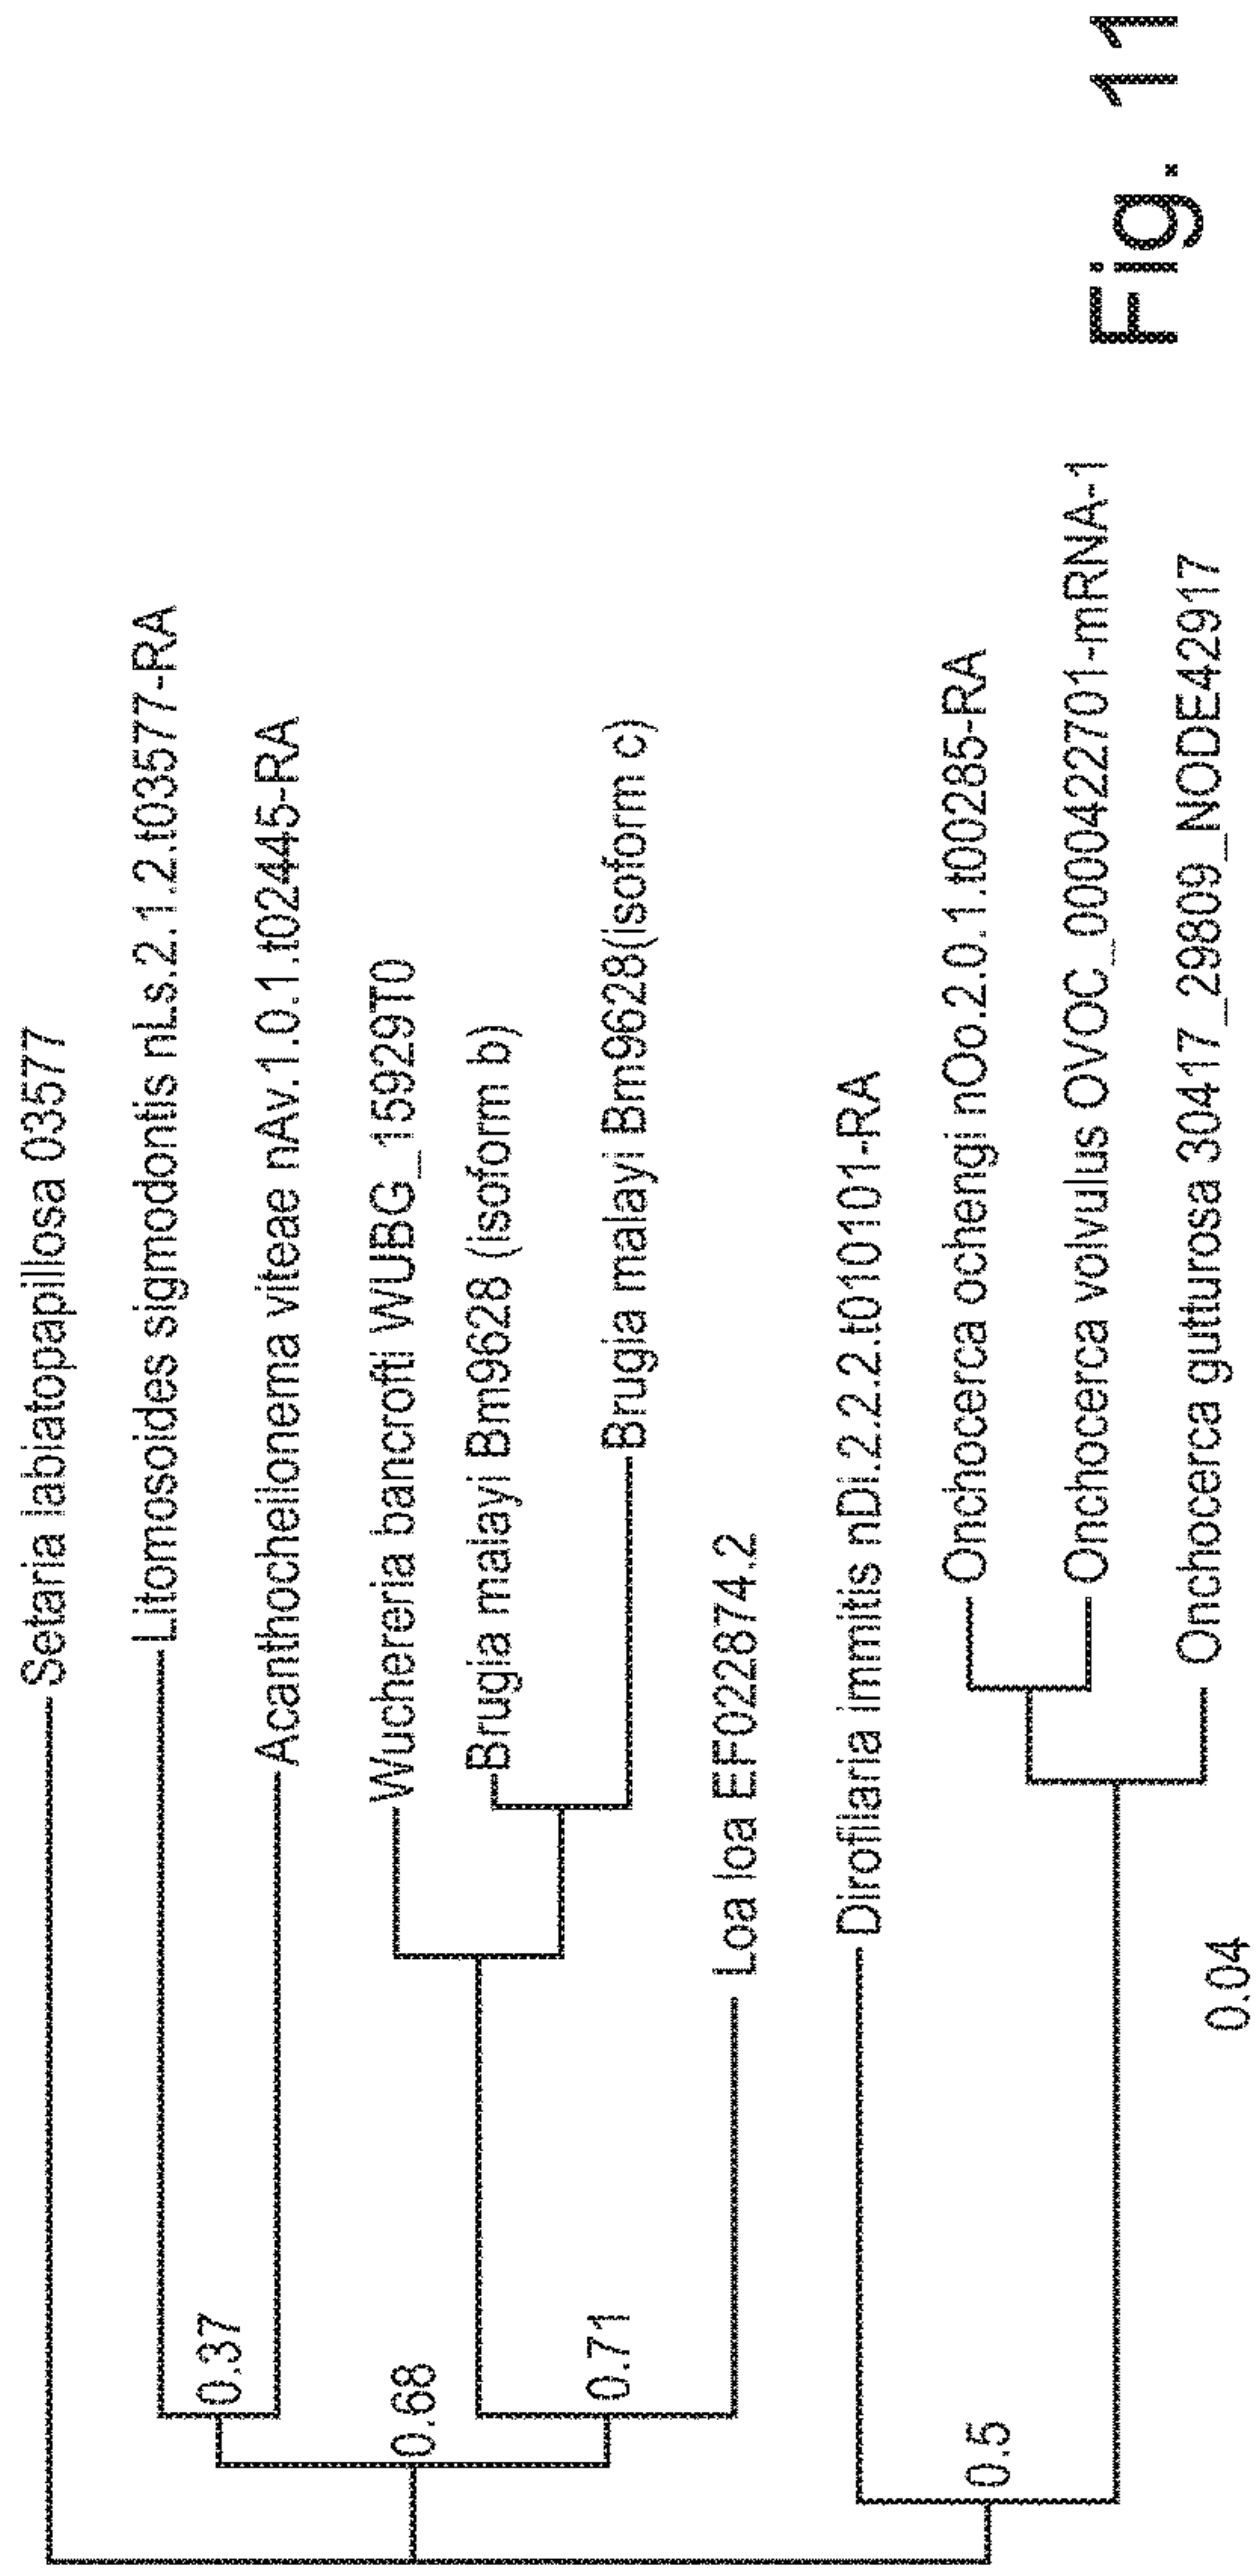 Setaria labiatopapillosa 03577
Litomosoides sigmodontis nLs.2.1.2.t03577-RA
0.37
Acanthocheilonema viteae nAv.1.0.1.t02445-RA
Wuchereria bancrofti WUBG_15929T0
0.68
Brugia malayi Bm9628 (isoform b)
Brugia malayi Bm9628(isoform c)
0.71
Loa loa EF022874.2
Dirofilaria immitis nDi.2.2.2.t010101-RA
Onchocerca ochengi nOo.2.0.1.t00285-RA
0.5
Onchocerca volvulus OVOC_0000422701-mRNA-1
Onchocerca gutturosa 30417_29809_NODE42917
0.04
Fig. 11